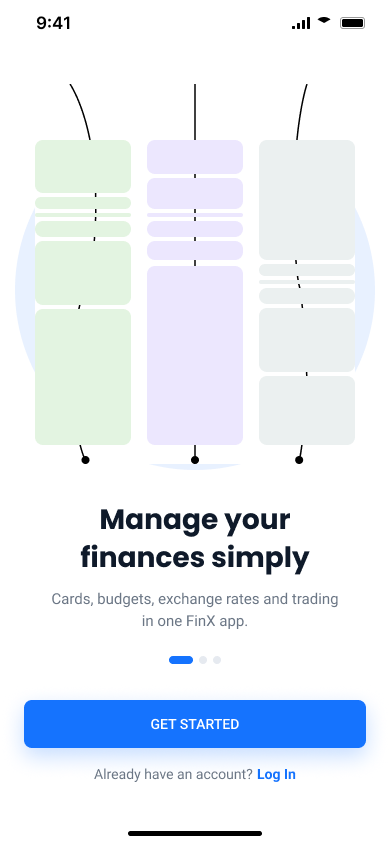 9:41
Manage your
finances simply
Cards, budgets, exchange rates and trading
in one FinX app.
GET STARTED
Already have an account? Log In